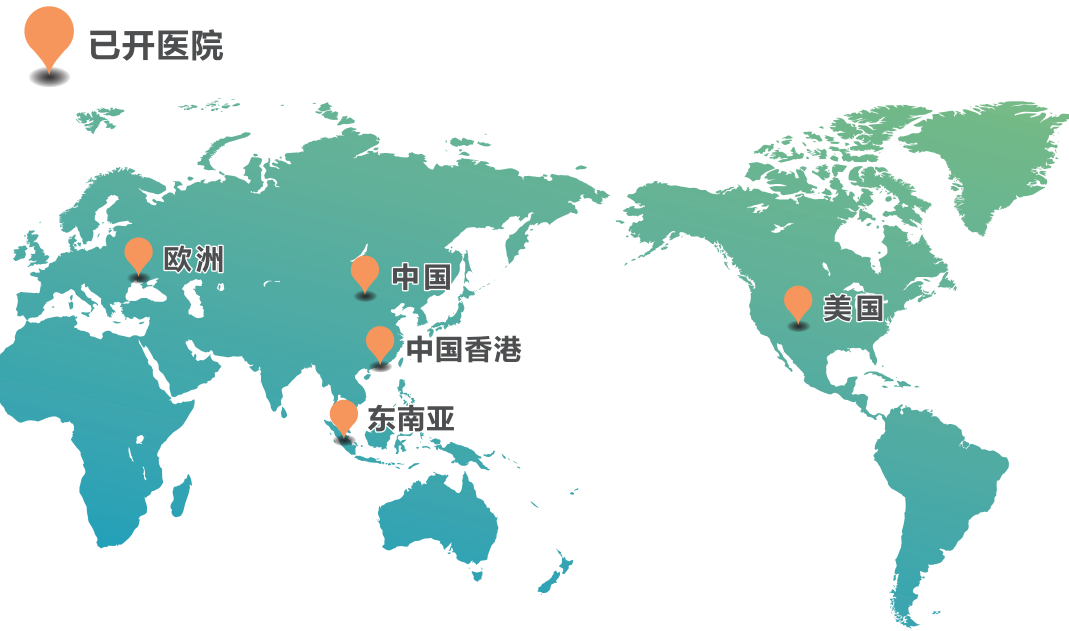 已开医院
欧洲
中国
美国
中国香港
东南亚